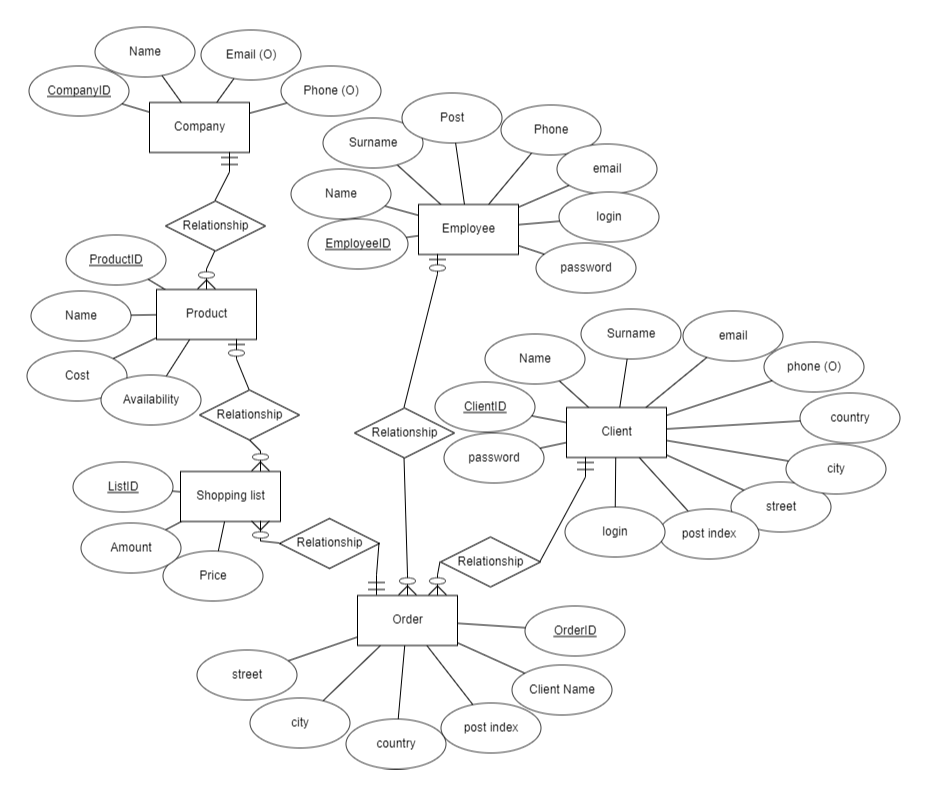 Name
Email (O)
CompanyID
Phone (O)
Company
Post
Phone
Surname
email
Name
login
Relationship
Employee
EmployeeID
ProductID
password
Name
Product
Surname
email
Name
phone (O)
Cost
Availability
ClientID
Relationship
country
Relationship
Client
password
city
ListID
Shopping list
street
login
post index
Amount
Relationship
Relationship
Price
Order
OrderID
street
Client Name
city
post index
country